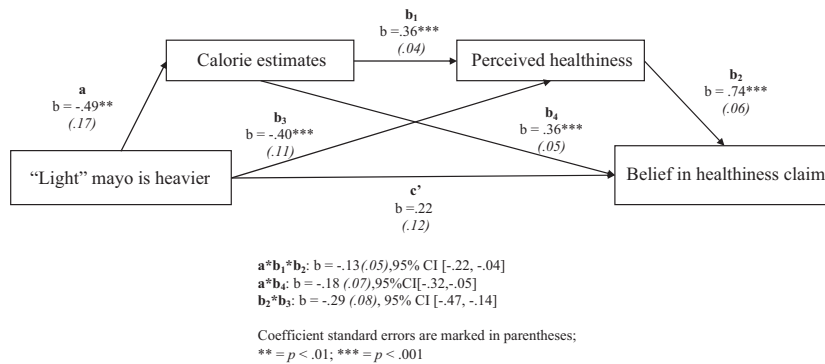 b₁
b = .36***
(.04)
Calorie estimates
Perceived healthiness
a
b = -.49**
(.17)
b₂
b = .74***
(.06)
b₃
b = -.40***
(.11)
b₄
b = .36***
(.05)
“Light” mayo is heavier
Belief in healthiness claim
c’
b=.22
(.12)
a*b₁*b₂: b = -.13(.05),95% CI [-.22, -.04]
a*b₄: b = -.18 (.07),95%CI[-.32,-.05]
b₂*b₃: b = -.29 (.08), 95% CI [-.47, -.14]
Coefficient standard errors are marked in parentheses;
** = p < .01; *** = p < .001